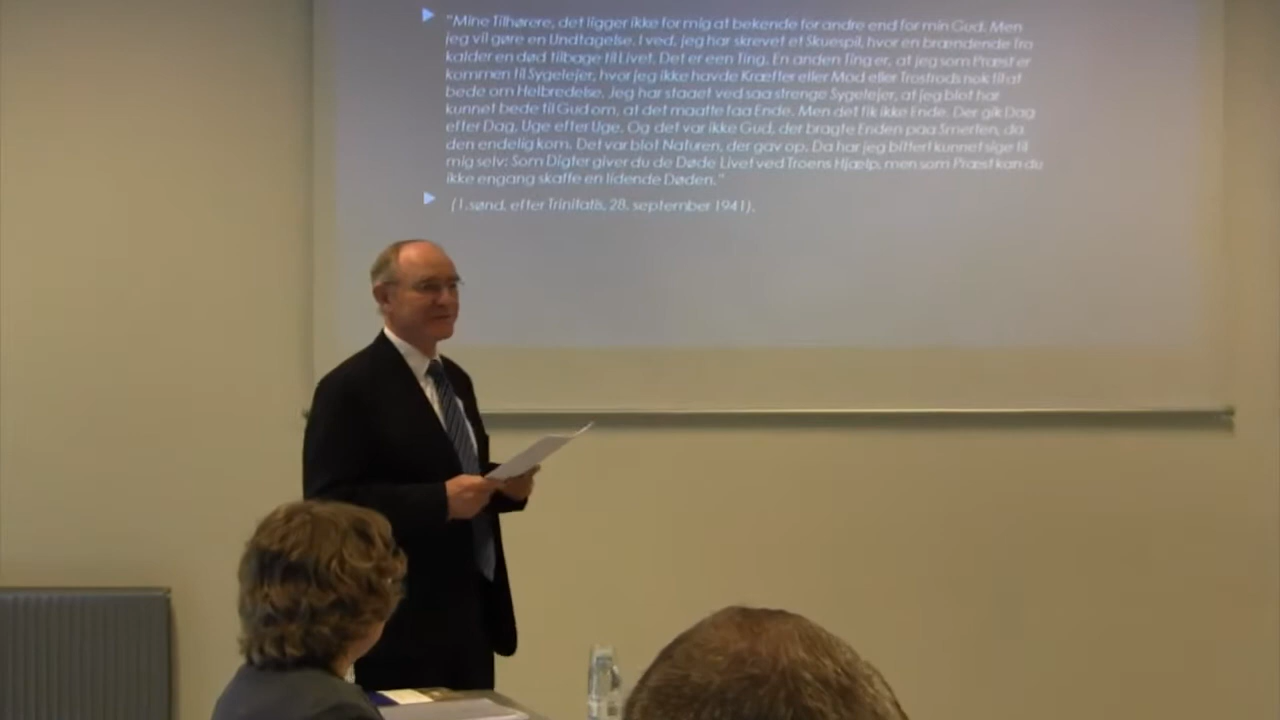 "Mine Tilhørere, det ligger ikke for mig at bekende for andre end for min Gud. Men
jeg vil gøre en Undtagelse. I ved, jeg har skrevet et Skuespil, hvor en brændende Tro
kalder en død tilbage til Livet. Det er een Ting. En anden Ting er, at jeg som Præst er
kommen til Sygelejer, hvor jeg ikke havde Kræfter eller Mod eller Trostrods nok til at
bede om Helbredelse. Jeg har staaet ved saa strenge Sygelejer, at jeg blot har
kunnet bede til Gud om, at det maatte faa Ende. Men det fik ikke Ende. Der gik Dag
efter Dag, Uge efter Uge. Og det var ikke Gud, der bragte Enden paa Smerten, da
den endelig kom. Det var blot Naturen, der gav op. Da har jeg bittert kunnet sige til
mig selv: Som Digter giver du de Døde Livet ved Troens Hjælp, men som Præst kan du
ikke engang skaffe en lidende Døden."
(1.sønd. efter Trinitatis, 28. september 1941).